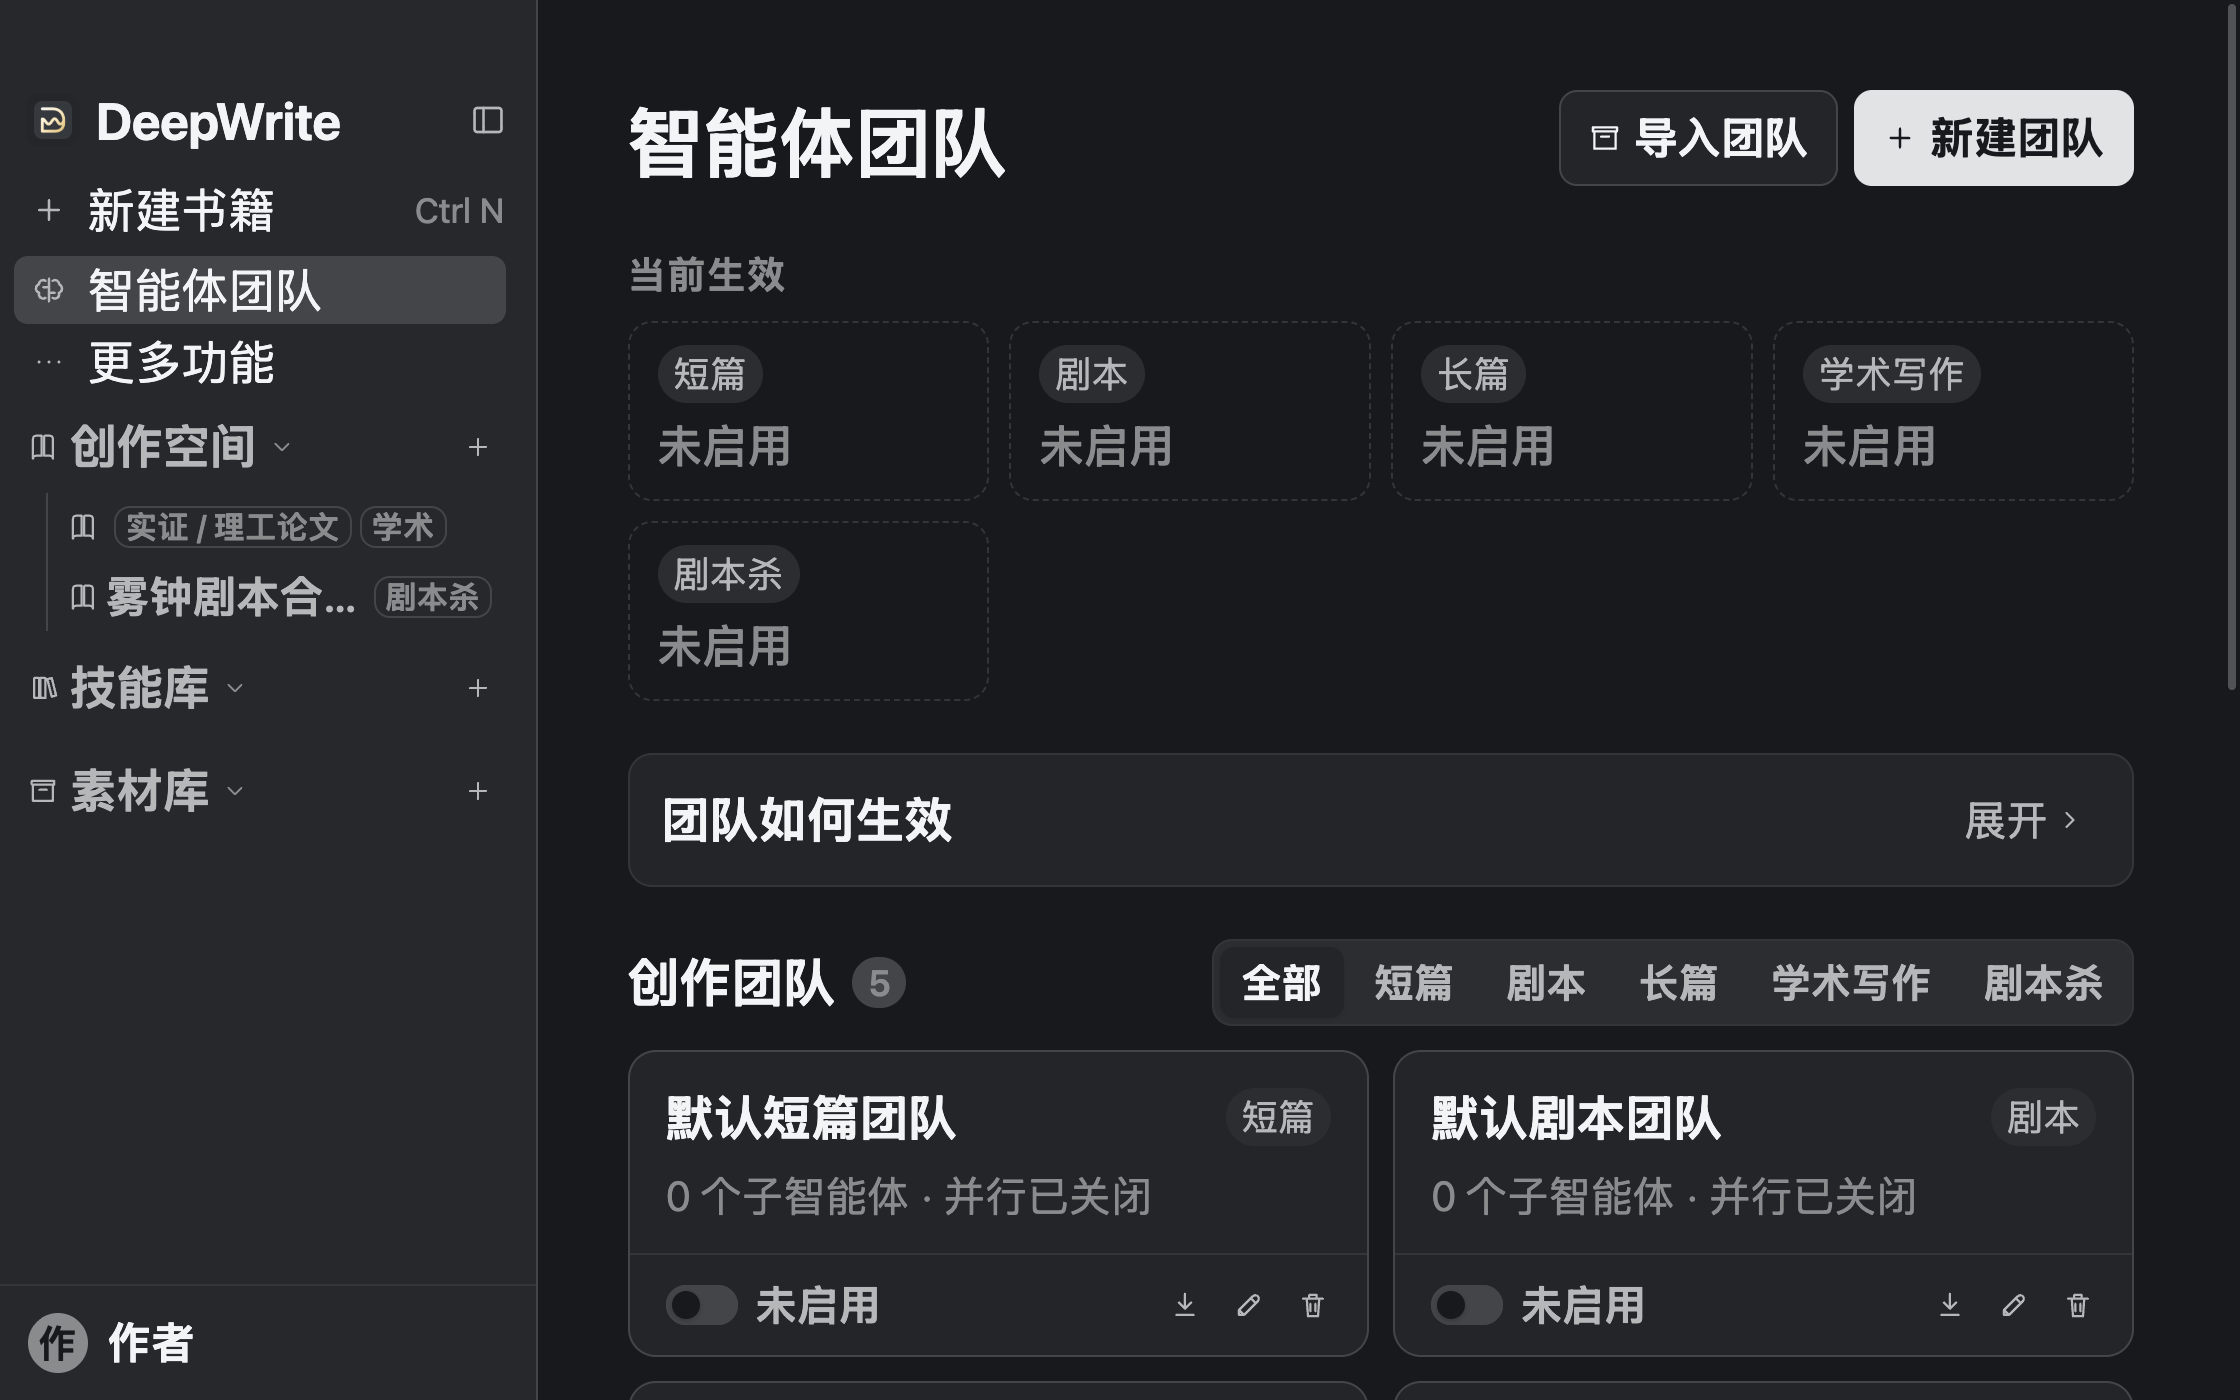 DeepWrite
新建书籍 Ctrl N
智能体团队
更多功能
创作空间
实证 / 理工论文 学术
雾钟剧本合... 剧本杀
技能库
素材库
作 作者
智能体团队
导入团队
新建团队
当前生效
短篇
未启用
剧本
未启用
长篇
未启用
学术写作
未启用
剧本杀
未启用
团队如何生效
展开
创作团队 5
全部 短篇 剧本 长篇 学术写作 剧本杀
默认短篇团队 短篇
0 个子智能体 · 并行已关闭
未启用
默认剧本团队 剧本
0 个子智能体 · 并行已关闭
未启用